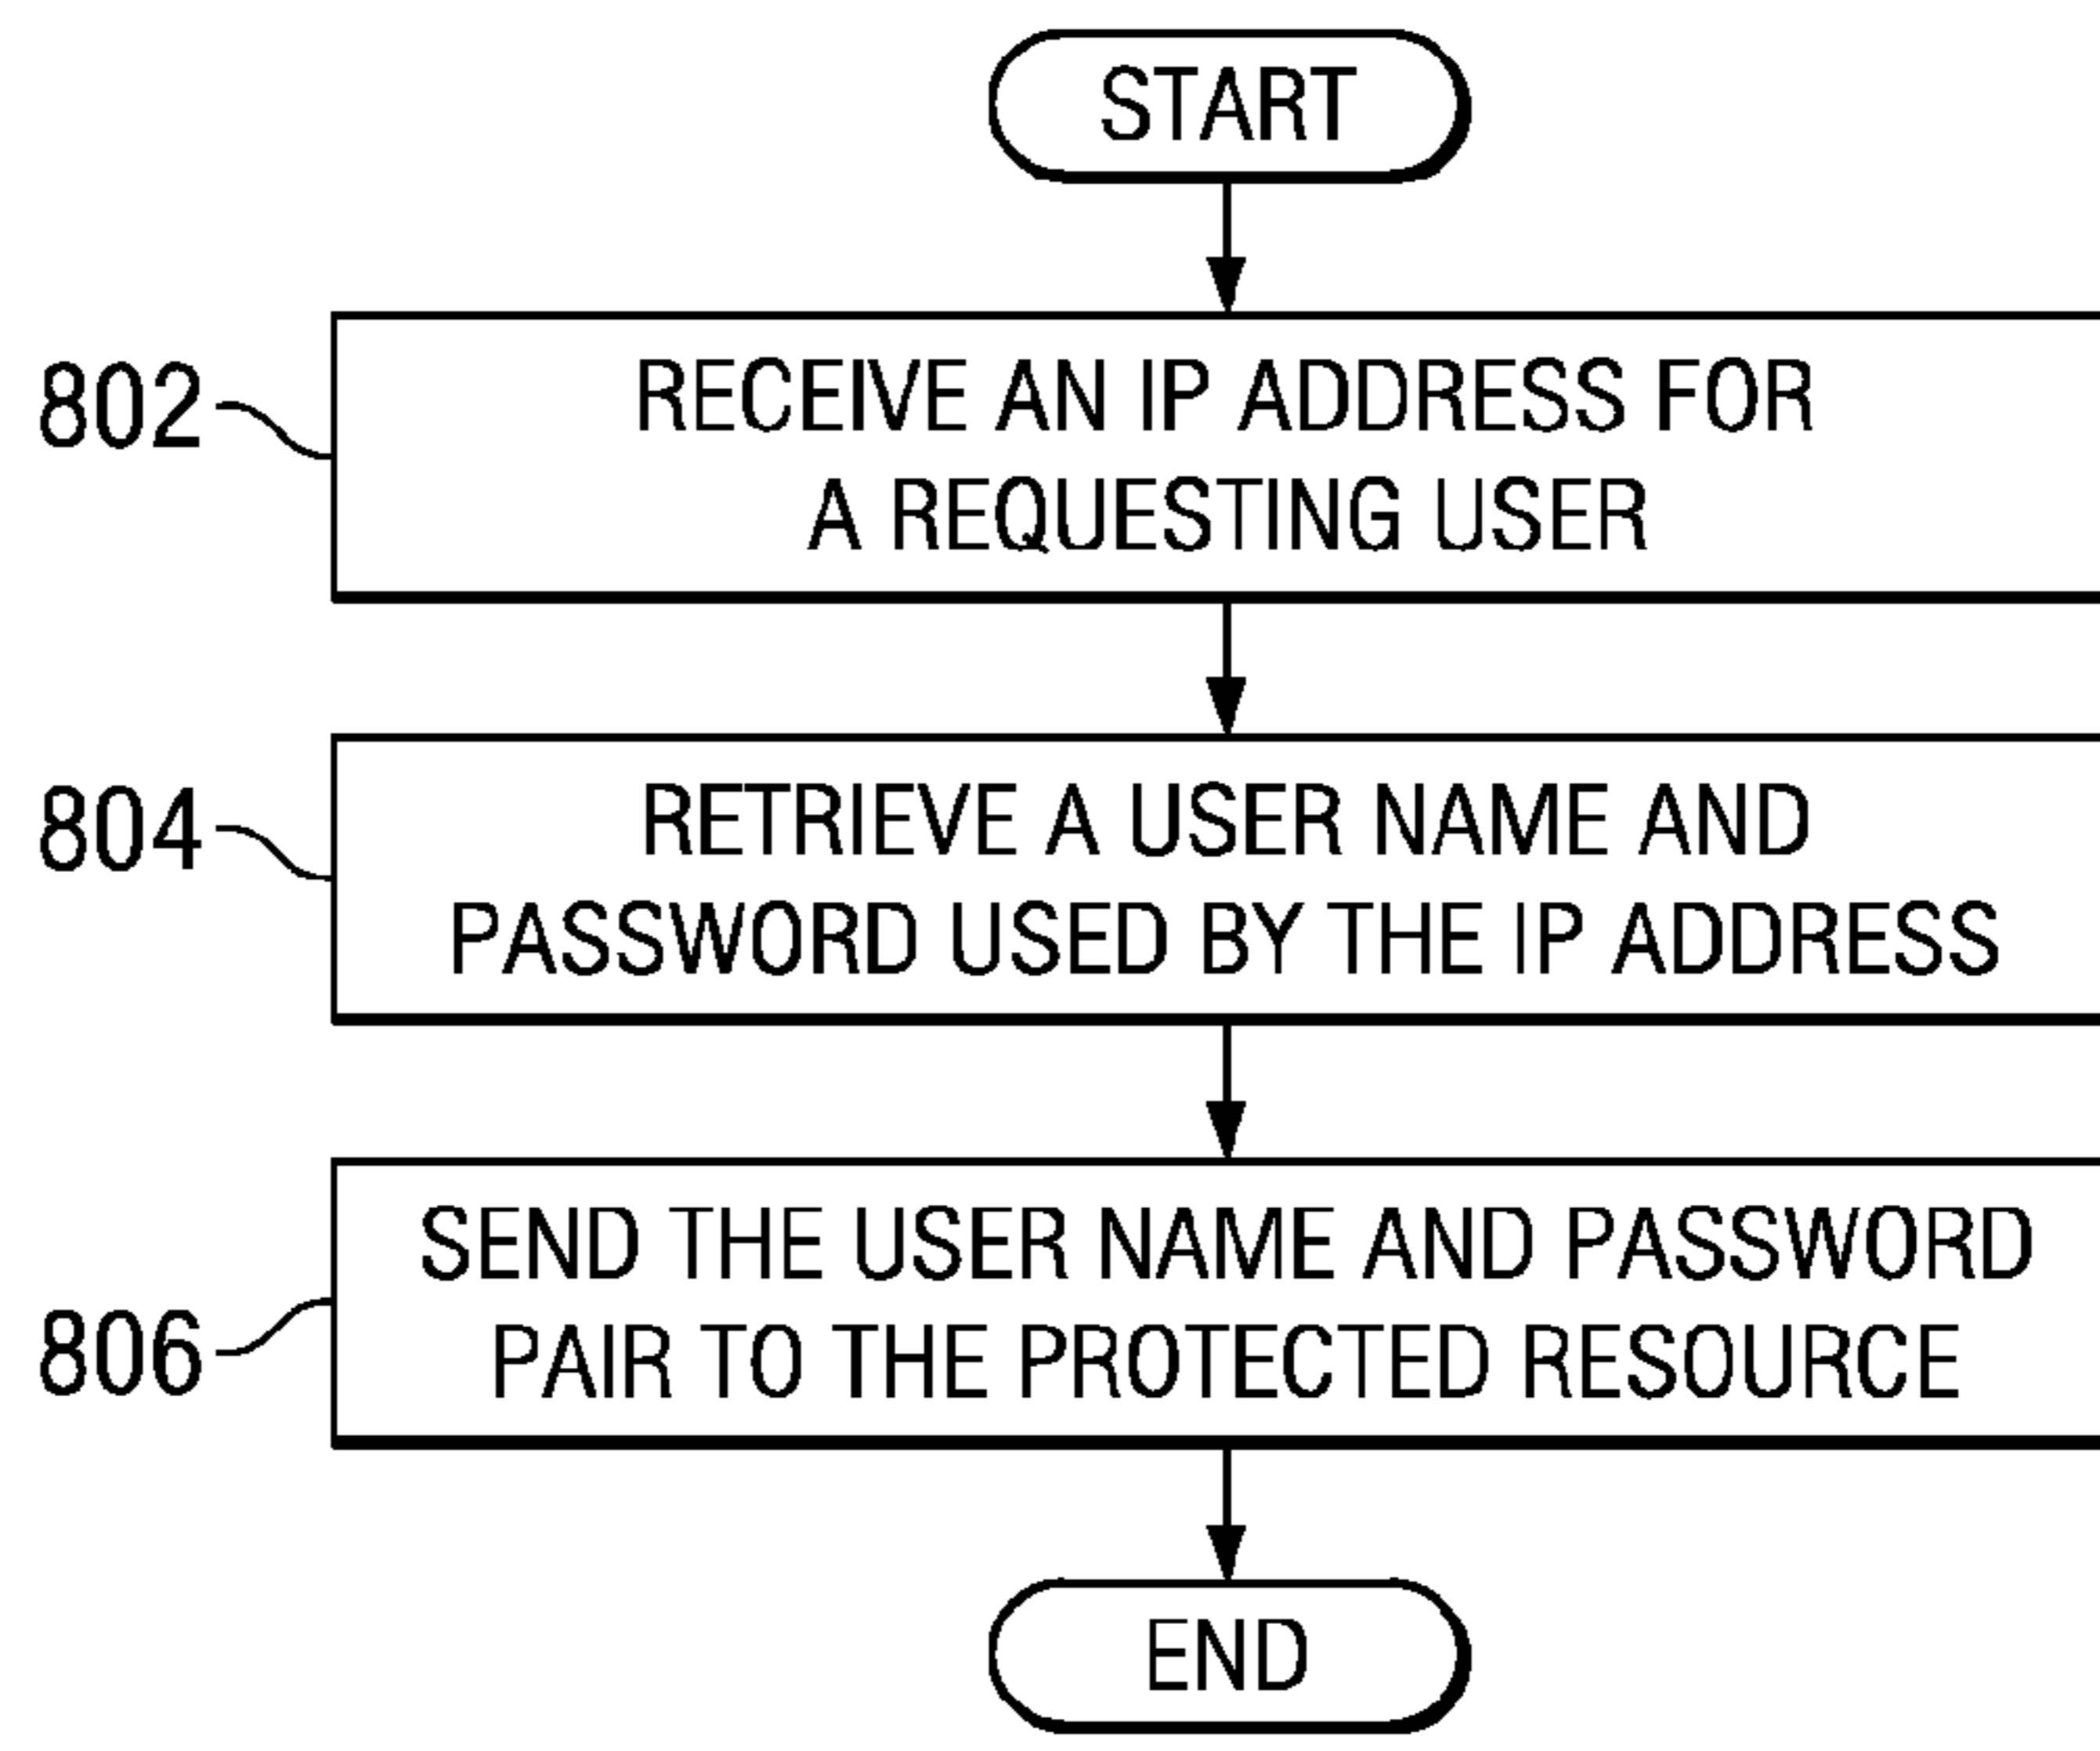 START
802
RECEIVE AN IP ADDRESS FOR
A REQUESTING USER
804
RETRIEVE A USER NAME AND
PASSWORD USED BY THE IP ADDRESS
806
SEND THE USER NAME AND PASSWORD
PAIR TO THE PROTECTED RESOURCE
END